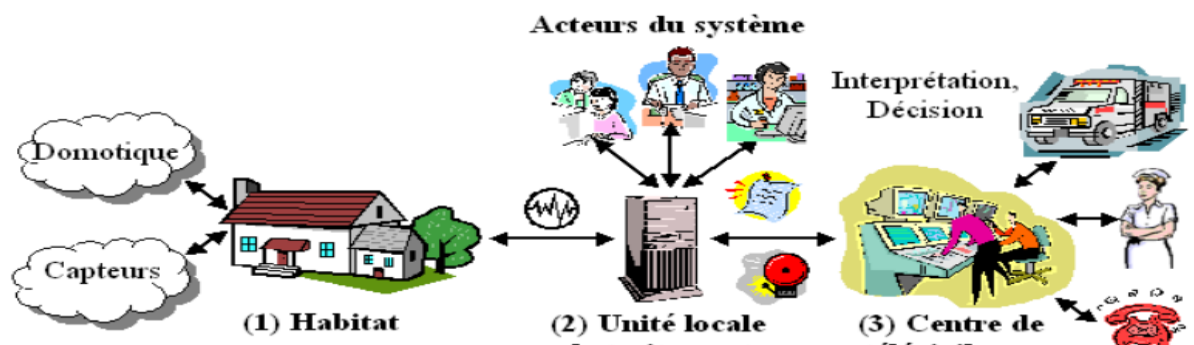 Acteurs du système
Interprétation,
Décision
Domotique
Capteurs
(1) Habitat
(2) Unité locale
(3) Centre de